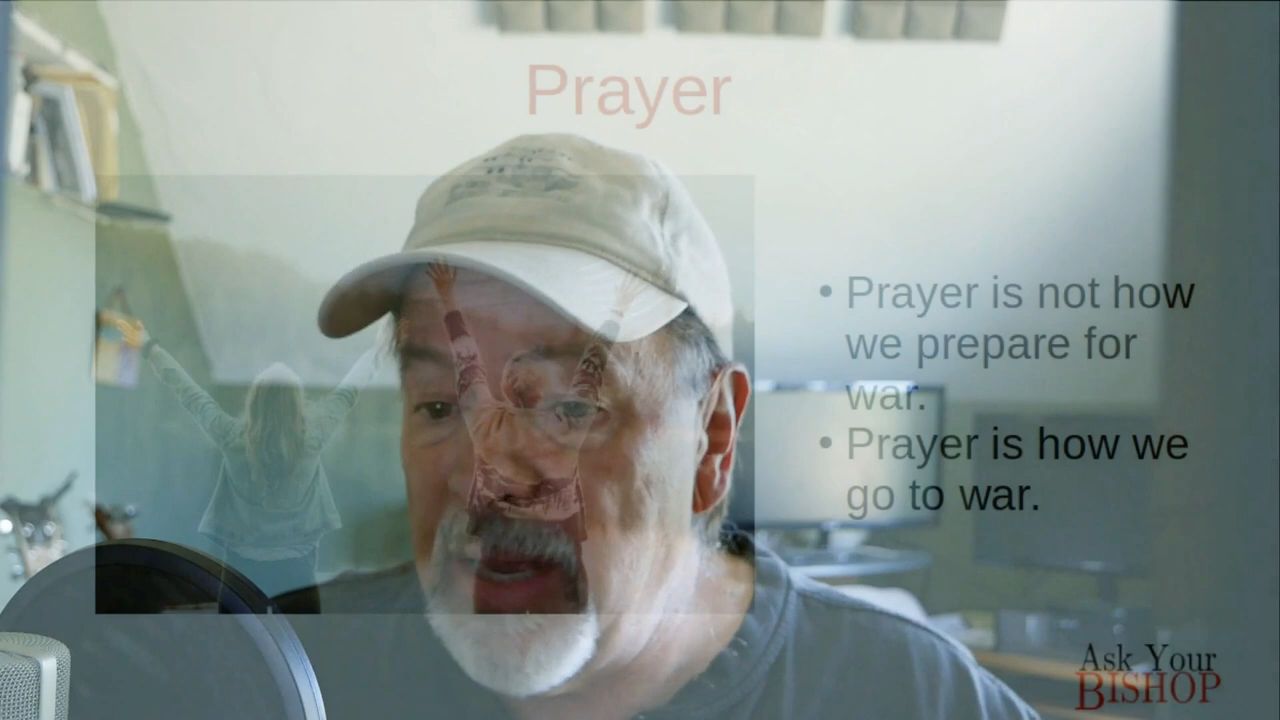 Prayer
• Prayer is not how
we prepare for
war.
• Prayer is how we
go to war.
Ask Your
BISHOP